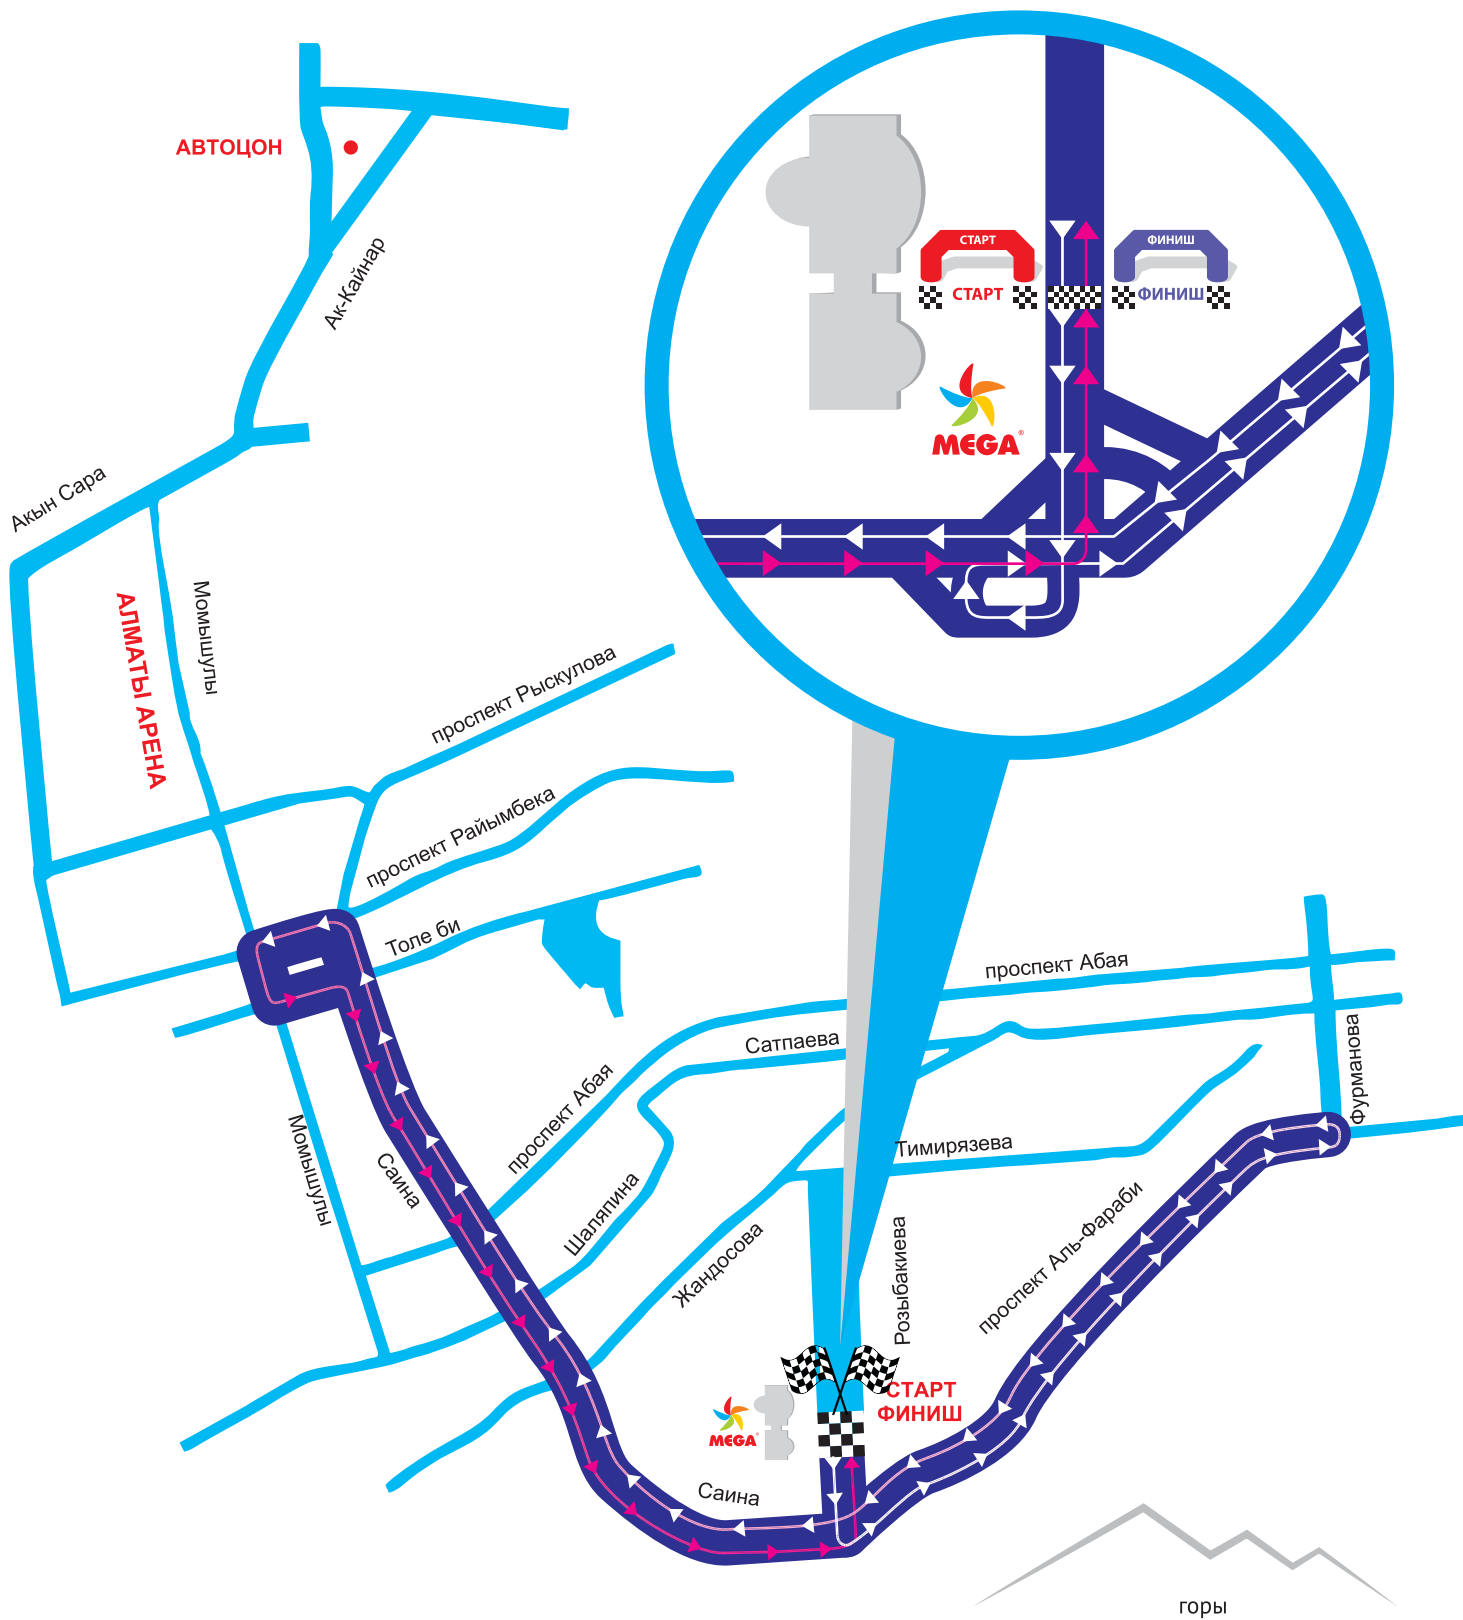 АВТОЦОН
Ак-Кайнар
СТАРТ
ФИНИШ
СТАРТ
ФИНИШ
MEGA®
Акын Сара
АЛМАТЫ АРЕНА
Момышулы
проспект Рыскулова
проспект Райымбека
Толе би
проспект Абая
Сатпаева
Фурманова
проспект Абая
Тимирязева
Момышулы
Саина
Шаляпина
Жандосова
Розыбакиева
проспект Аль-Фараби
СТАРТ
ФИНИШ
MEGA®
Саина
горы